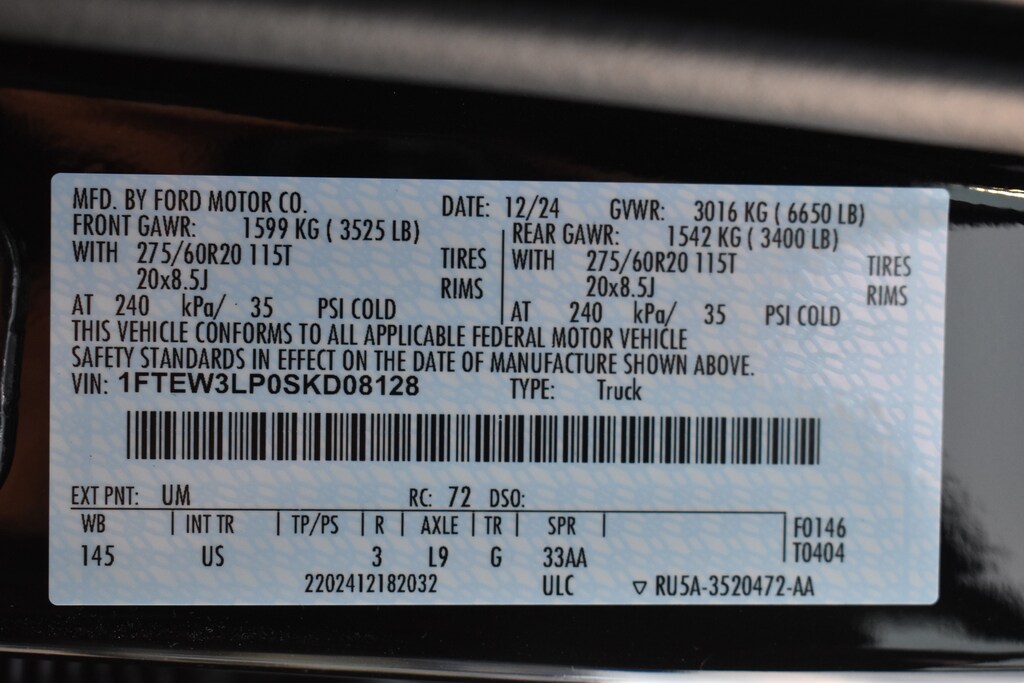 MFD. BY FORD MOTOR CO. DATE: 12/24 GVWR: 3016 KG ( 6650 LB)
FRONT GAWR: 1599 KG ( 3525 LB) REAR GAWR: 1542 KG ( 3400 LB)
WITH 275/60R20 115T TIRES WITH 275/60R20 115T TIRES
20x8.5J RIMS 20x8.5J RIMS
AT 240 kPa/ 35 PSI COLD AT 240 kPa/ 35 PSI COLD
THIS VEHICLE CONFORMS TO ALL APPLICABLE FEDERAL MOTOR VEHICLE
SAFETY STANDARDS IN EFFECT ON THE DATE OF MANUFACTURE SHOWN ABOVE.
VIN: 1FTEW3LP0SKD08128 TYPE: Truck
EXT PNT: UM RC: 72 DSO:
WB INT TR TP/PS R AXLE TR SPR F0146
145 US 3 L9 G 33AA T0404
2202412182032 ULC ▽ RU5A-3520472-AA